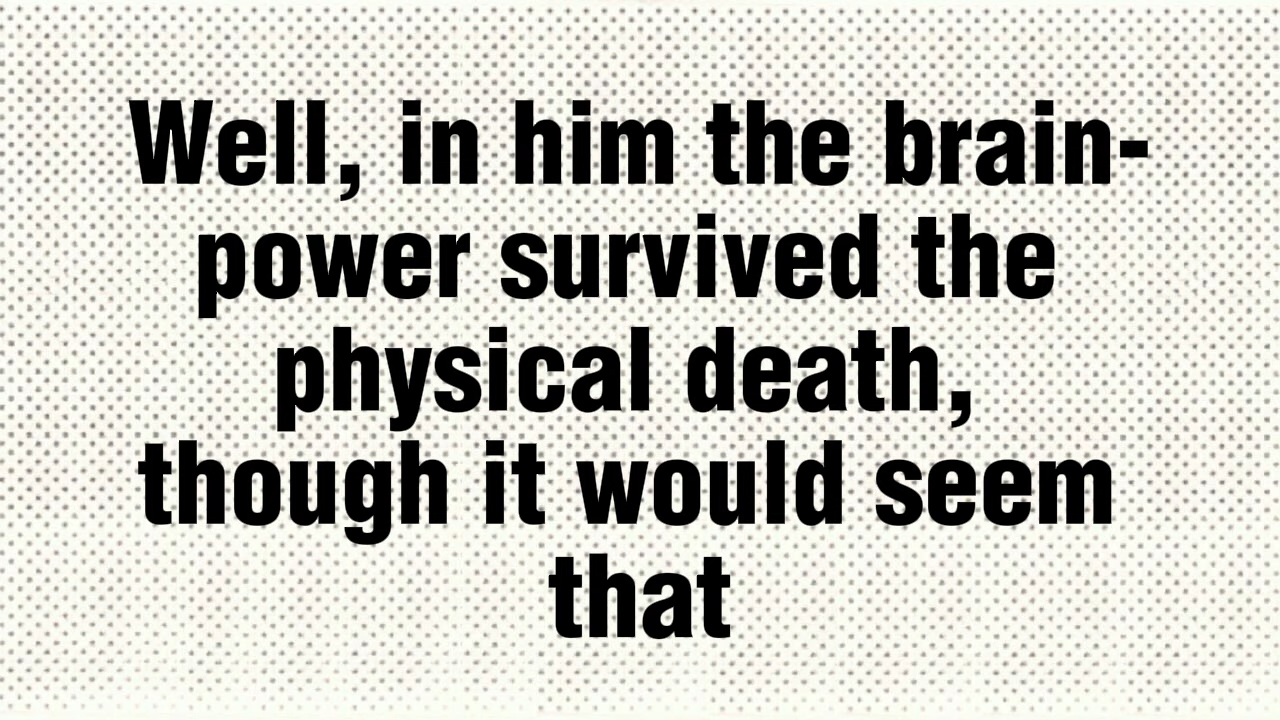 Well, in him the brain-
power survived the
physical death,
though it would seem
that